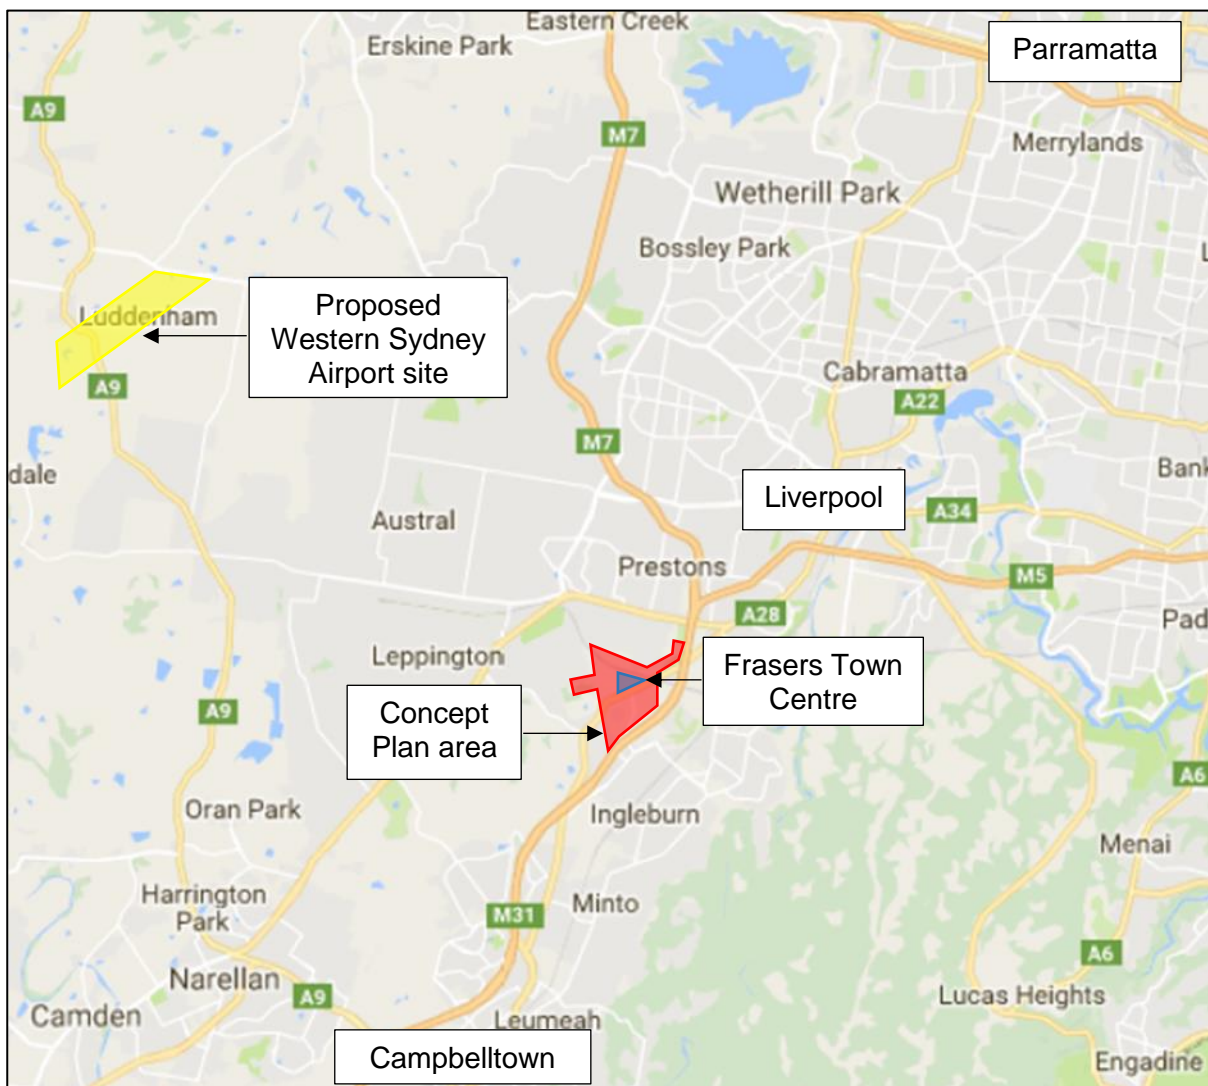 Eastern Creek
Erskine Park
Parramatta
A9
M7
Merrylands
Wetherill Park
Bossley Park
Luddenham
Proposed
Western Sydney
Airport site
A9
Cabramatta
A22
M7
dale
Bank
Liverpool
A34
Austral
Prestons
M5
A28
Pad
Leppington
Frasers Town
Centre
A9
Concept
Plan area
A6
Oran Park
Ingleburn
Menai
Harrington
Park
Minto
M31
A6
Narellan
A9
Lucas Heights
Camden
Leumeah
Campbelltown
Engadine